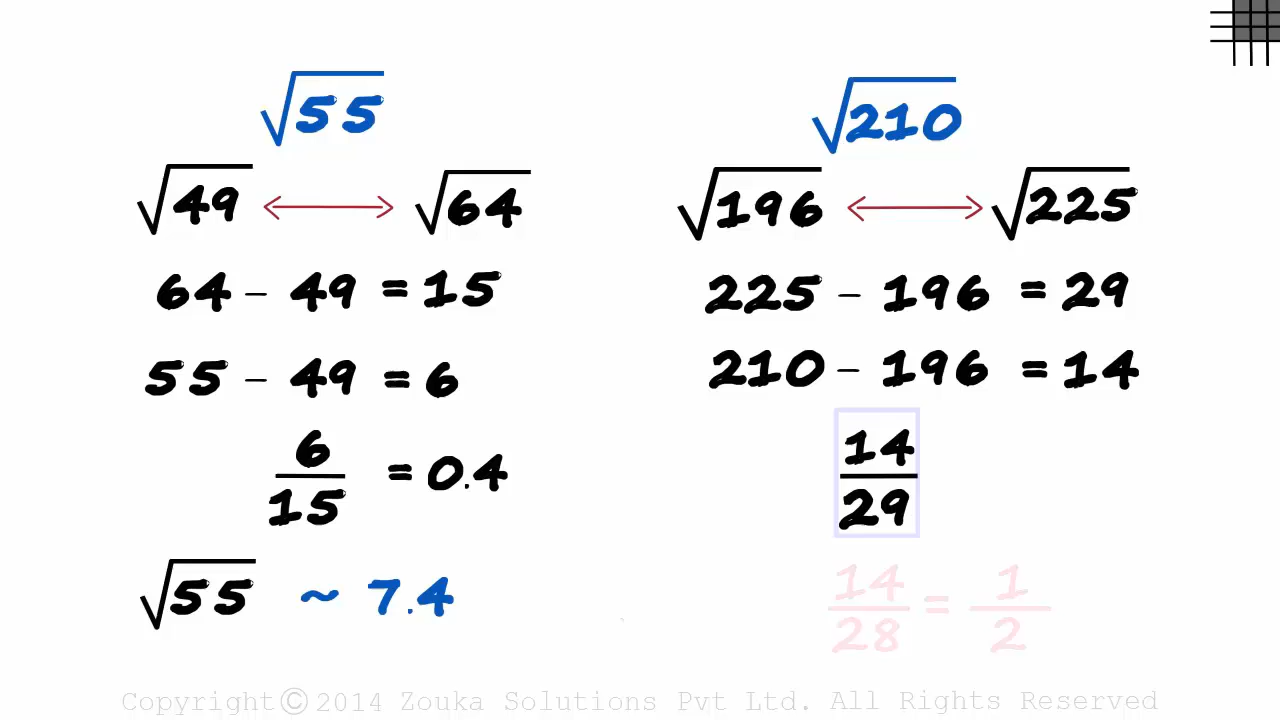 √55
√49 ↔ √64
64 – 49 = 15
55 – 49 = 6
6/15 = 0.4
√55 ~ 7.4
√210
√196 ↔ √225
225 – 196 = 29
210 – 196 = 14
14/29
14/28 = 1/2
Copyright© 2014 Zouka Solutions Pvt Ltd. All Rights Reserved